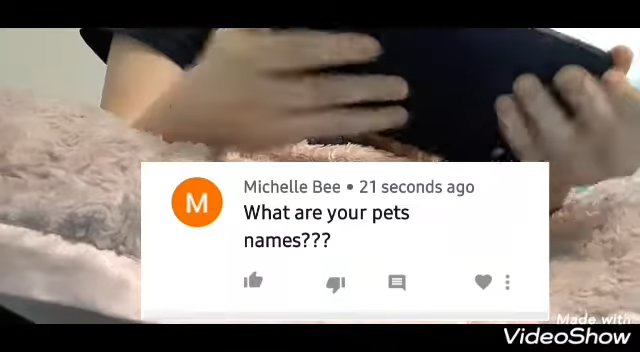 M
Michelle Bee • 21 seconds ago
What are your pets
names???
Made with
VideoShow